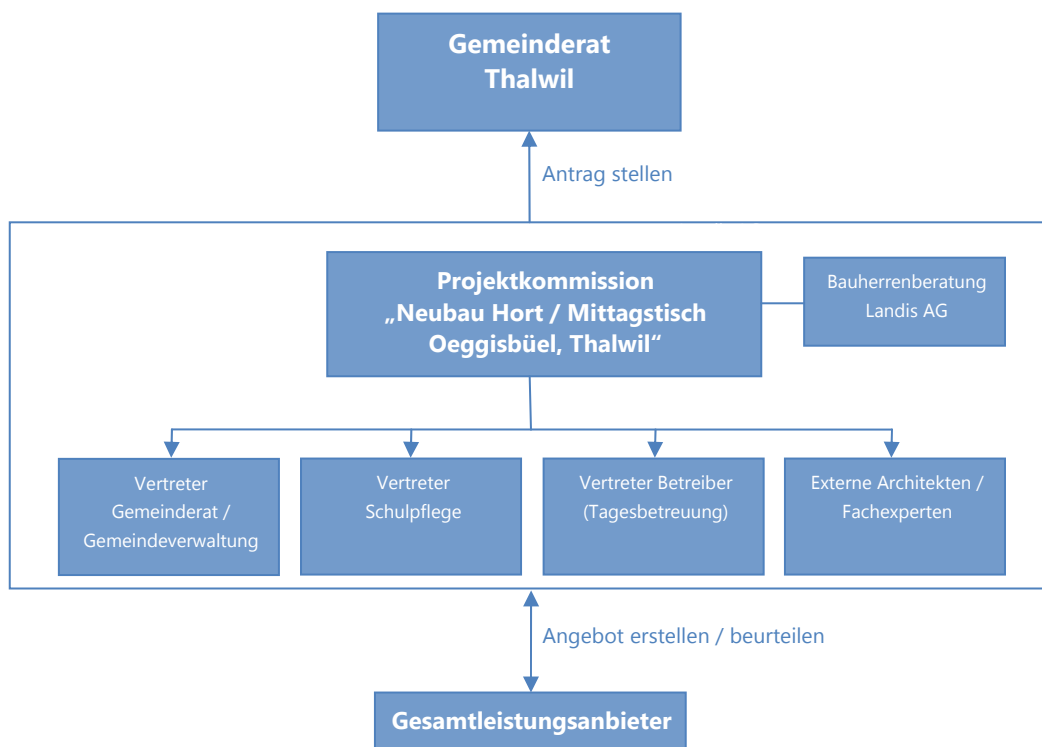 Gemeinderat
Thalwil
Antrag stellen
Projektkommission
„Neubau Hort / Mittagstisch
Oeggisbüel, Thalwil“
Bauherrenberatung
Landis AG
Vertreter
Gemeinderat /
Gemeindeverwaltung
Vertreter
Schulpflege
Vertreter Betreiber
(Tagesbetreuung)
Externe Architekten /
Fachexperten
Angebot erstellen / beurteilen
Gesamtleistungsanbieter